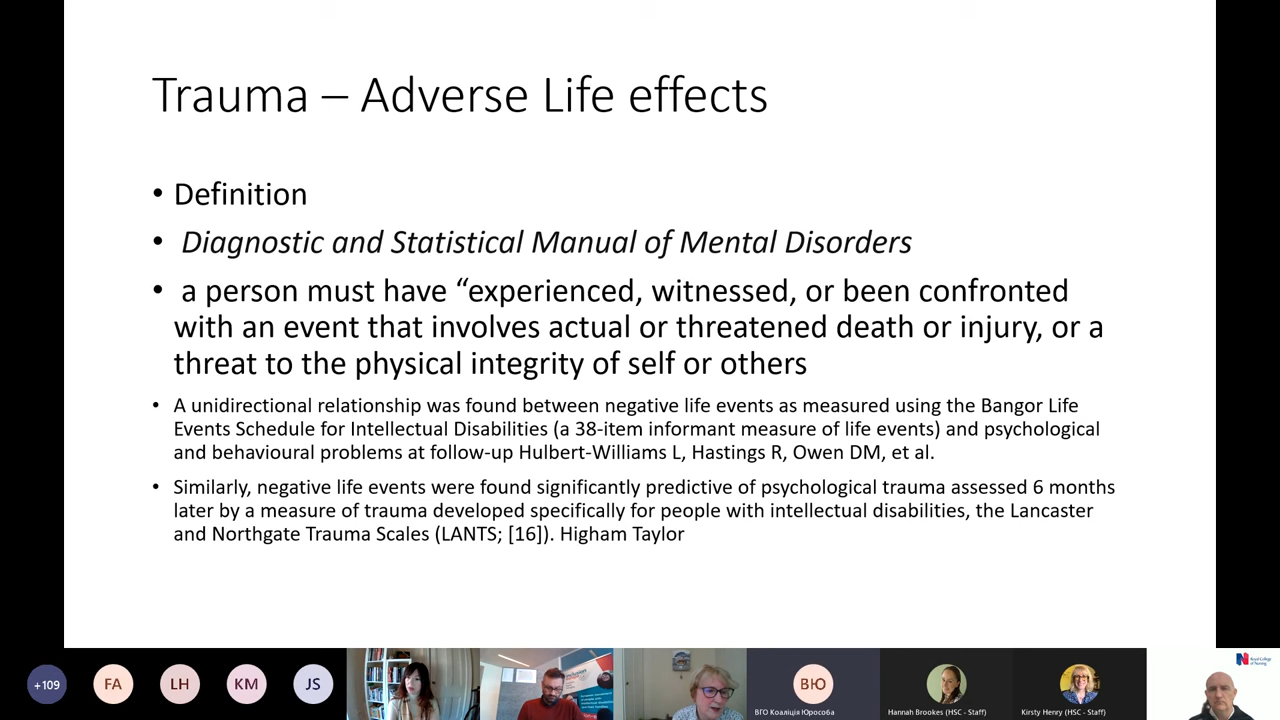 Trauma – Adverse Life effects
• Definition
• Diagnostic and Statistical Manual of Mental Disorders
• a person must have “experienced, witnessed, or been confronted
with an event that involves actual or threatened death or injury, or a
threat to the physical integrity of self or others
• A unidirectional relationship was found between negative life events as measured using the Bangor Life
Events Schedule for Intellectual Disabilities (a 38-item informant measure of life events) and psychological
and behavioural problems at follow-up Hulbert-Williams L, Hastings R, Owen DM, et al.
• Similarly, negative life events were found significantly predictive of psychological trauma assessed 6 months
later by a measure of trauma developed specifically for people with intellectual disabilities, the Lancaster
and Northgate Trauma Scales (LANTS; [16]). Higham Taylor
+109
FA
LH
KM
JS
ВЮ
ВГО Коаліція Юрособа
Hannah Brookes (HSC - Staff)
Kirsty Henry (HSC - Staff)
Royal College
of Nursing